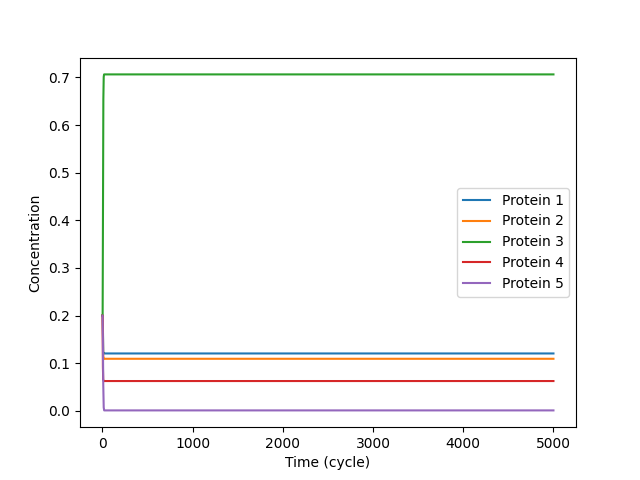 0.7
0.6
0.5
0.4
0.3
0.2
0.1
0.0
Concentration
Protein 1
Protein 2
Protein 3
Protein 4
Protein 5
0
1000
2000
3000
4000
5000
Time (cycle)